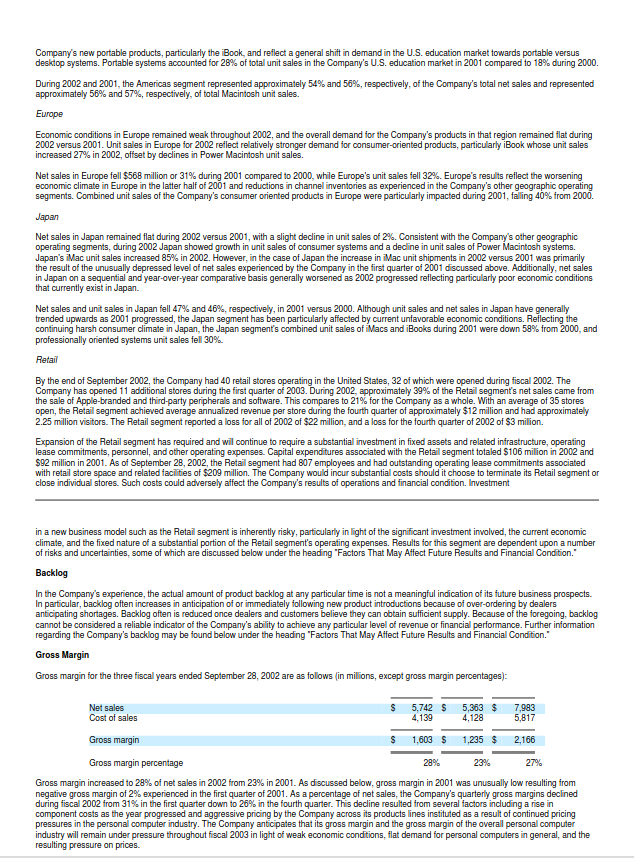 Company's new portable products, particularly the iBook, and reflect a general shift in demand in the U.S. education market towards portable versus
desktop systems. Portable systems accounted for 28% of total unit sales in the Company's U.S. education market in 2001 compared to 18% during 2000.
During 2002 and 2001, the Americas segment represented approximately 54% and 56%, respectively, of the Company's total net sales and represented
approximately 56% and 57%, respectively, of total Macintosh unit sales.
Europe
Economic conditions in Europe remained weak throughout 2002, and the overall demand for the Company's products in that region remained flat during
2002 versus 2001. Unit sales in Europe for 2002 reflect relatively stronger demand for consumer-oriented products, particularly iBook whose unit sales
increased 27% in 2002, offset by declines in Power Macintosh unit sales.
Net sales in Europe fell $568 million or 31% during 2001 compared to 2000, while Europe's unit sales fell 32%. Europe's results reflect the worsening
economic climate in Europe in the latter half of 2001 and reductions in channel inventories as experienced in the Company's other geographic operating
segments. Combined unit sales of the Company's consumer oriented products in Europe were particularly impacted during 2001, falling 40% from 2000.
Japan
Net sales in Japan remained flat during 2002 versus 2001, with a slight decline in unit sales of 2%. Consistent with the Company's other geographic
operating segments, during 2002 Japan showed growth in unit sales of consumer systems and a decline in unit sales of Power Macintosh systems.
Japan's iMac unit sales increased 85% in 2002. However, in the case of Japan the increase in iMac unit shipments in 2002 versus 2001 was primarily
the result of the unusually depressed level of net sales experienced by the Company in the first quarter of 2001 discussed above. Additionally, net sales
in Japan on a sequential and year-over-year comparative basis generally worsened as 2002 progressed reflecting particularly poor economic conditions
that currently exist in Japan.
Net sales and unit sales in Japan fell 47% and 46%, respectively, in 2001 versus 2000. Although unit sales and net sales in Japan have generally
trended upwards as 2001 progressed, the Japan segment has been particularly affected by current unfavorable economic conditions. Reflecting the
continuing harsh consumer climate in Japan, the Japan segment's combined unit sales of iMacs and iBooks during 2001 were down 58% from 2000, and
professionally oriented systems unit sales fell 30%.
Retail
By the end of September 2002, the Company had 40 retail stores operating in the United States, 32 of which were opened during fiscal 2002. The
Company has opened 11 additional stores during the first quarter of 2003. During 2002, approximately 39% of the Retail segment's net sales came from
the sale of Apple-branded and third-party peripherals and software. This compares to 21% for the Company as a whole. With an average of 35 stores
open, the Retail segment achieved average annualized revenue per store during the fourth quarter of approximately $12 million and had approximately
2.25 million visitors. The Retail segment reported a loss for all of 2002 of $22 million, and a loss for the fourth quarter of 2002 of $3 million.
Expansion of the Retail segment has required and will continue to require a substantial investment in fixed assets and related infrastructure, operating
lease commitments, personnel, and other operating expenses. Capital expenditures associated with the Retail segment totaled $106 million in 2002 and
$92 million in 2001. As of September 28, 2002, the Retail segment had 807 employees and had outstanding operating lease commitments associated
with retail store space and related facilities of $209 million. The Company would incur substantial costs should it choose to terminate its Retail segment or
close individual stores. Such costs could adversely affect the Company's results of operations and financial condition. Investment
in a new business model such as the Retail segment is inherently risky, particularly in light of the significant investment involved, the current economic
climate, and the fixed nature of a substantial portion of the Retail segment's operating expenses. Results for this segment are dependent upon a number
of risks and uncertainties, some of which are discussed below under the heading "Factors That May Affect Future Results and Financial Condition."
Backlog
In the Company's experience, the actual amount of product backlog at any particular time is not a meaningful indication of its future business prospects.
In particular, backlog often increases in anticipation of or immediately following new product introductions because of over-ordering by dealers
anticipating shortages. Backlog often is reduced once dealers and customers believe they can obtain sufficient supply. Because of the foregoing, backlog
cannot be considered a reliable indicator of the Company's ability to achieve any particular level of revenue or financial performance. Further information
regarding the Company's backlog may be found below under the heading "Factors That May Affect Future Results and Financial Condition."
Gross Margin
Gross margin for the three fiscal years ended September 28, 2002 are as follows (in millions, except gross margin percentages):
Net sales $ 5,742 $ 5,363 $ 7,983
Cost of sales 4,139 4,128 5,817
Gross margin $ 1,603 $ 1,235 $ 2,166
Gross margin percentage 28% 23% 27%
Gross margin increased to 28% of net sales in 2002 from 23% in 2001. As discussed below, gross margin in 2001 was unusually low resulting from
negative gross margin of 2% experienced in the first quarter of 2001. As a percentage of net sales, the Company's quarterly gross margins declined
during fiscal 2002 from 31% in the first quarter down to 26% in the fourth quarter. This decline resulted from several factors including a rise in
component costs as the year progressed and aggressive pricing by the Company across its products lines instituted as a result of continued pricing
pressures in the personal computer industry. The Company anticipates that its gross margin and the gross margin of the overall personal computer
industry will remain under pressure throughout fiscal 2003 in light of weak economic conditions, flat demand for personal computers in general, and the
resulting pressure on prices.